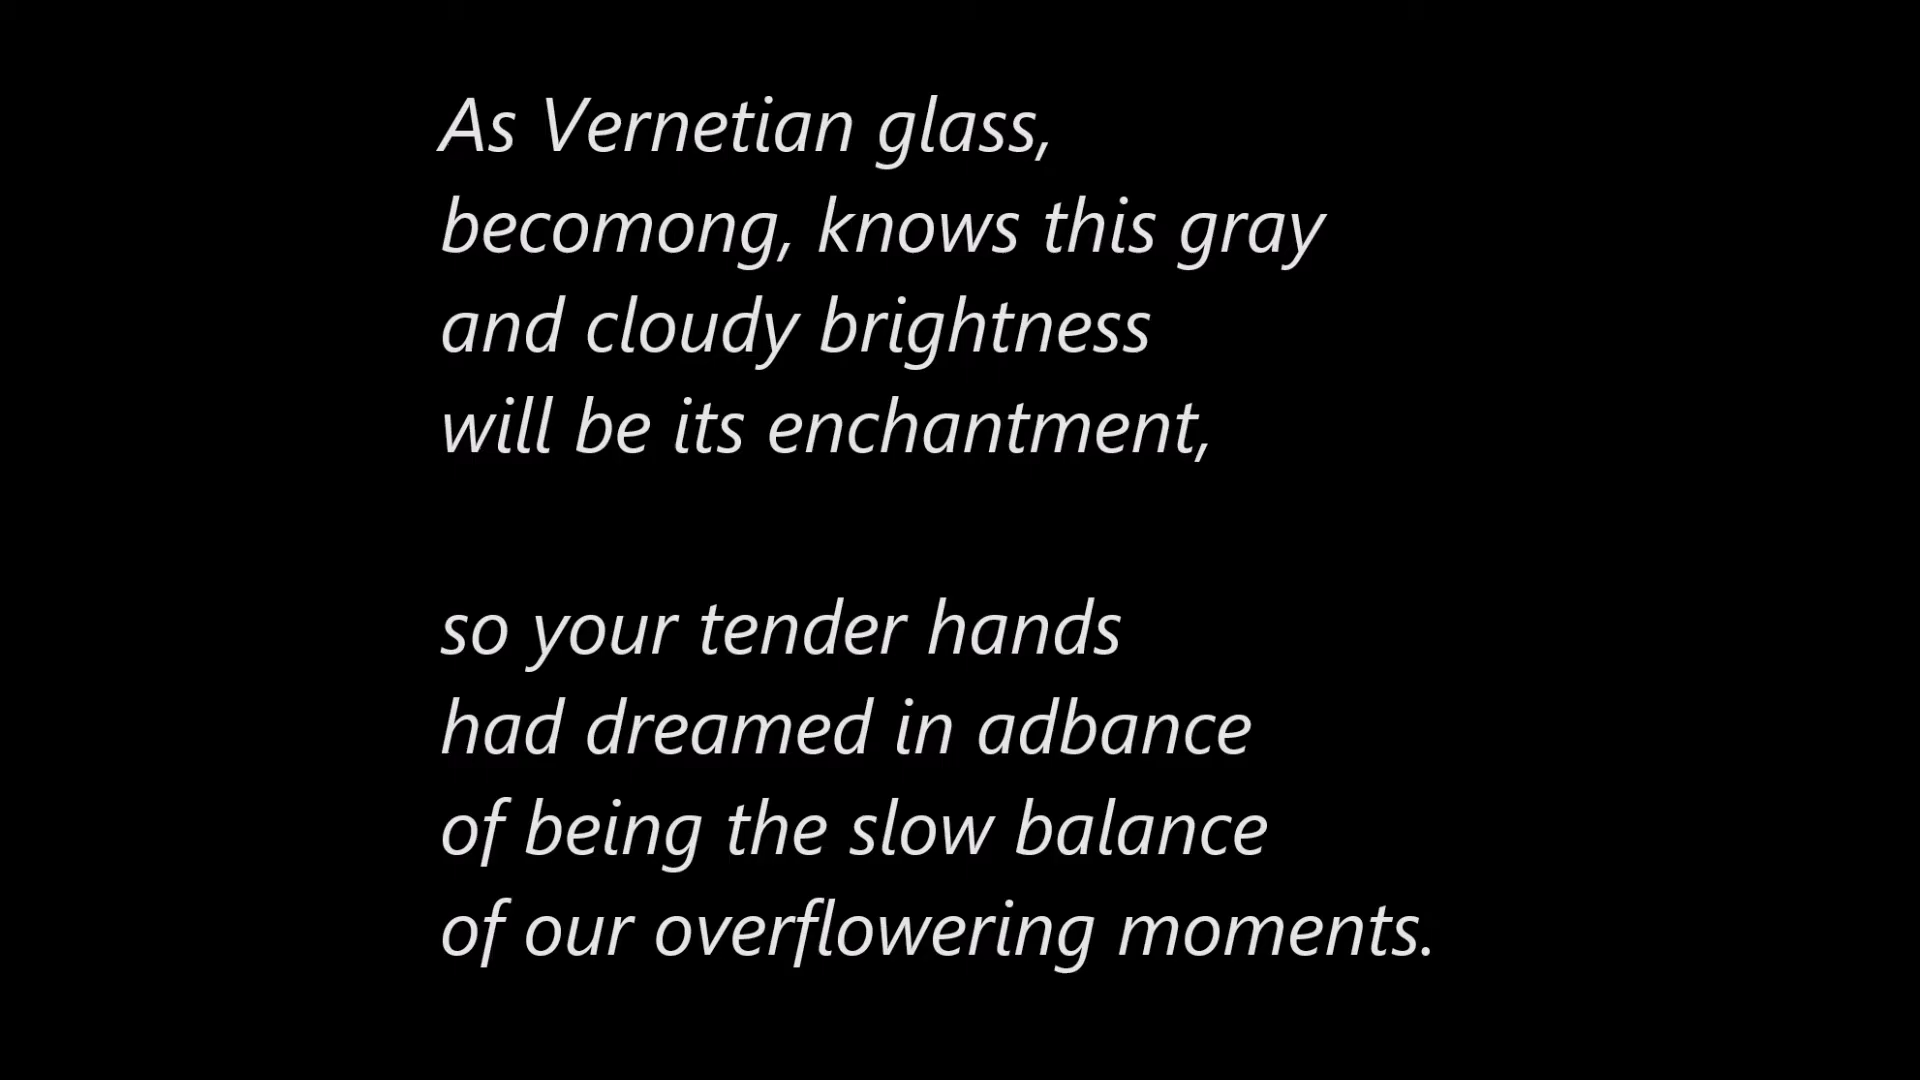 As Vernetian glass,
becomong, knows this gray
and cloudy brightness
will be its enchantment,
so your tender hands
had dreamed in adbance
of being the slow balance
of our overflowering moments.